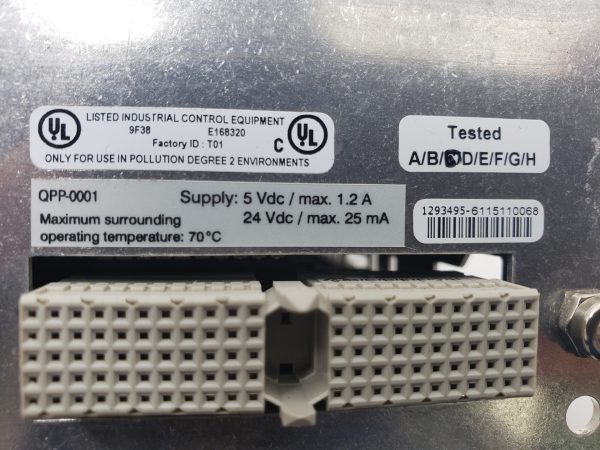 UL
LISTED INDUSTRIAL CONTROL EQUIPMENT
9F38 E168320
Factory ID : T01
C UL
ONLY FOR USE IN POLLUTION DEGREE 2 ENVIRONMENTS
Tested
A/B/C/D/E/F/G/H
QPP-0001 Supply: 5 Vdc / max. 1.2 A
Maximum surrounding 24 Vdc / max. 25 mA
operating temperature: 70°C
1293495-6115110068